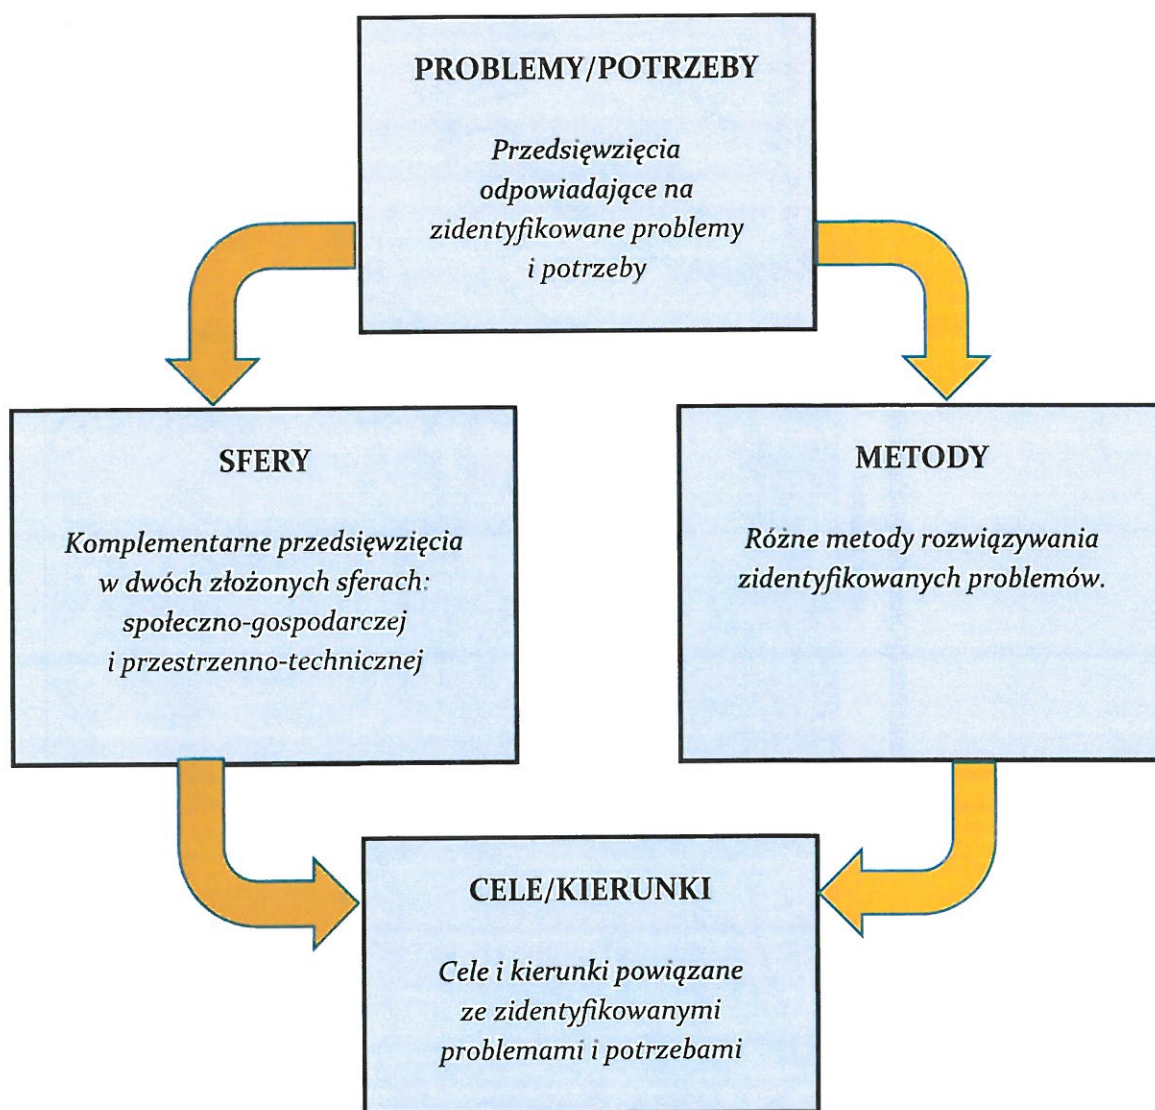 PROBLEMY/POTRZEBY
Przedsięwzięcia
odpowiadające na
zidentyfikowane problemy
i potrzeby
SFERY
Komplementarne przedsięwzięcia
w dwóch złożonych sferach:
społeczno-gospodarczej
i przestrzenno-technicznej
METODY
Różne metody rozwiązywania
zidentyfikowanych problemów.
CELE/KIERUNKI
Cele i kierunki powiązane
ze zidentyfikowanymi
problemami i potrzebami